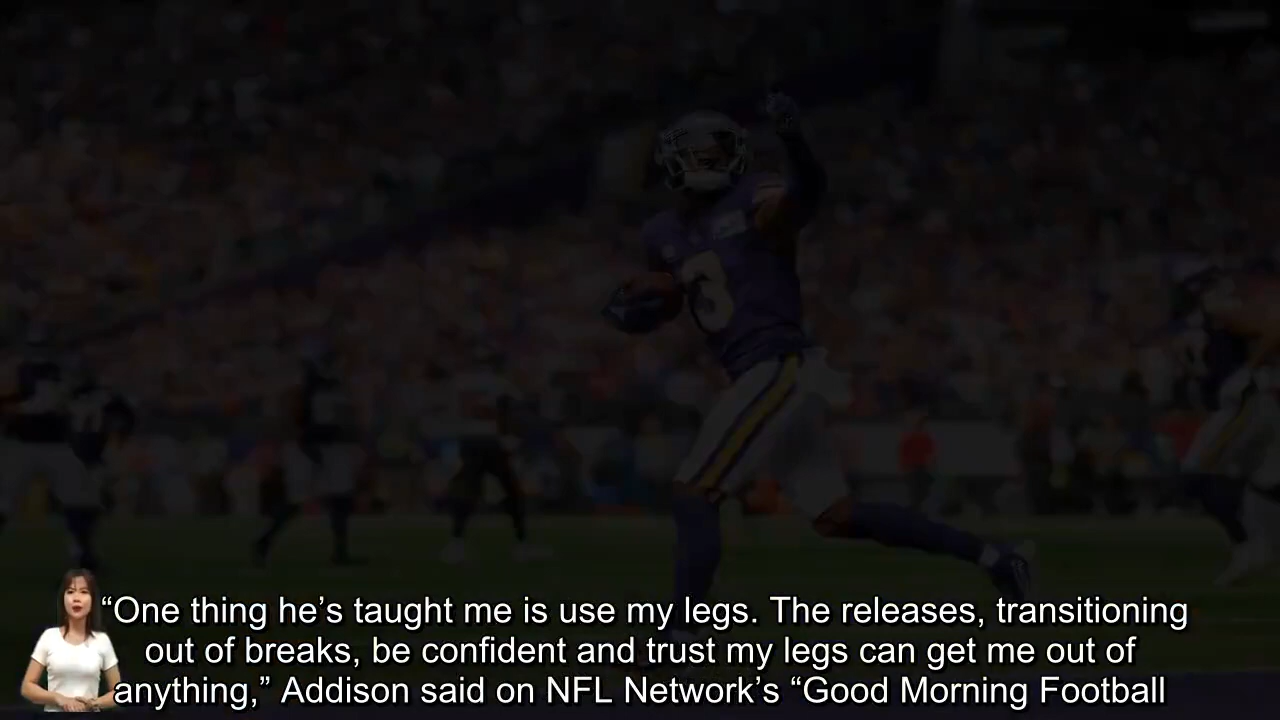 “One thing he’s taught me is use my legs. The releases, transitioning
out of breaks, be confident and trust my legs can get me out of
anything,” Addison said on NFL Network’s “Good Morning Football